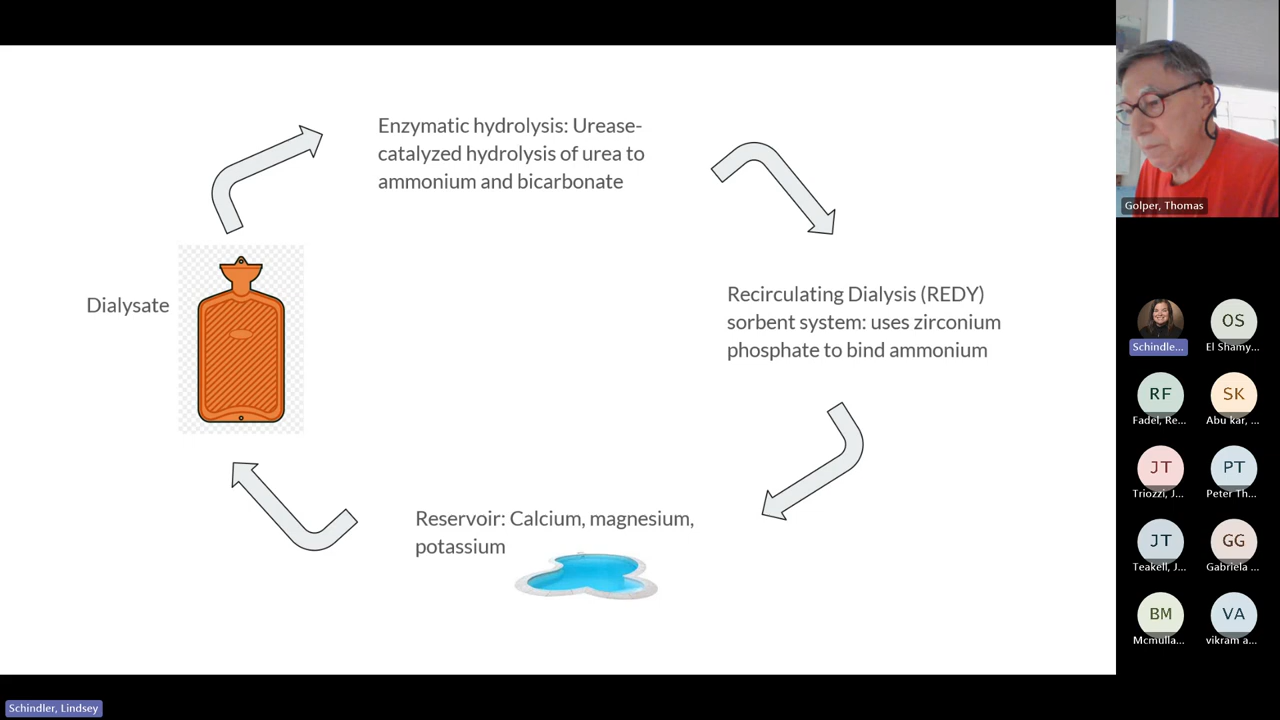 Enzymatic hydrolysis: Urease-
catalyzed hydrolysis of urea to
ammonium and bicarbonate
Dialysate
Recirculating Dialysis (REDY)
sorbent system: uses zirconium
phosphate to bind ammonium
Reservoir: Calcium, magnesium,
potassium
Golper, Thomas
Schindle...
OS
El Shamy...
RF
Fadel, Re...
SK
Abu kar, ...
JT
Triozzi, J...
PT
Peter Th...
JT
Teakell, J...
GG
Gabriela ...
BM
Mcmulla...
VA
vikram a...
Schindler, Lindsey